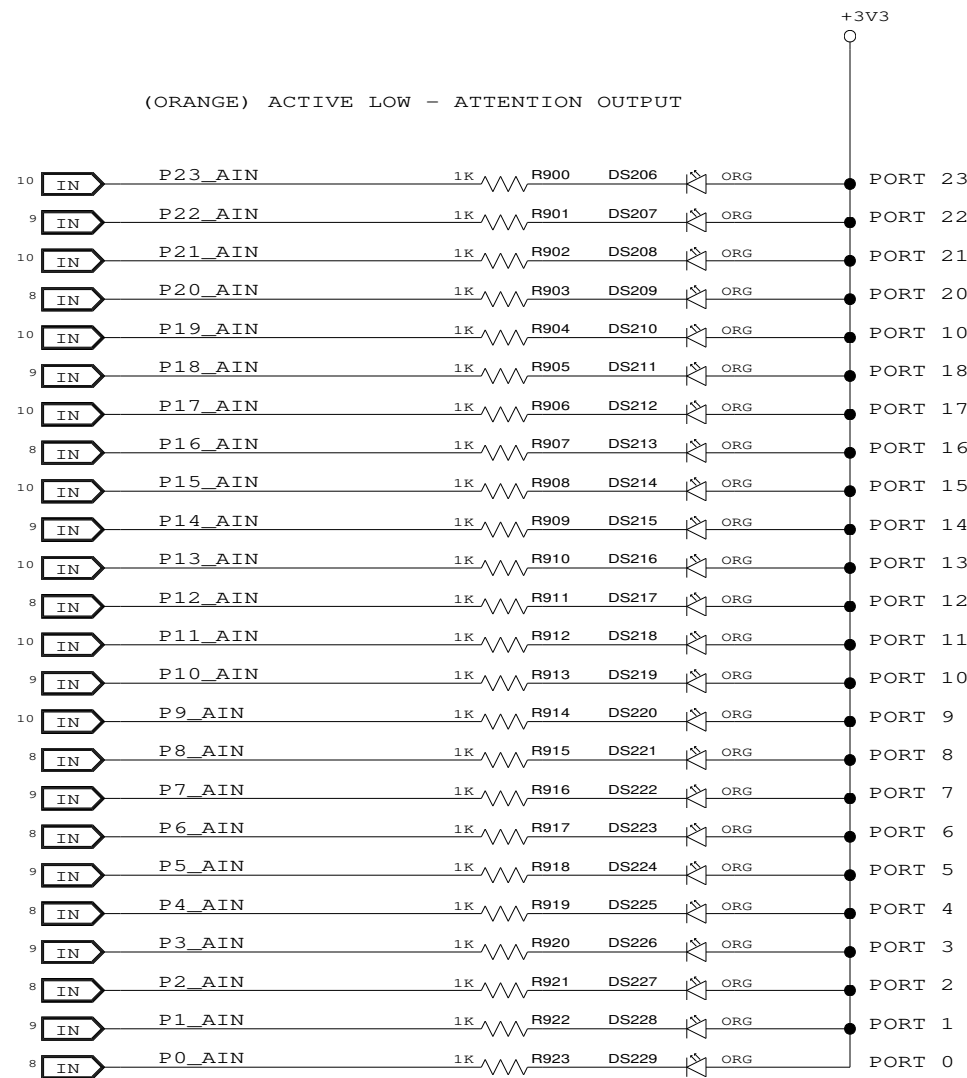 +3V3
(ORANGE) ACTIVE LOW - ATTENTION OUTPUT
10 IN P23_AIN 1K R900 DS206 ORG PORT 23
9 IN P22_AIN 1K R901 DS207 ORG PORT 22
10 IN P21_AIN 1K R902 DS208 ORG PORT 21
8 IN P20_AIN 1K R903 DS209 ORG PORT 20
10 IN P19_AIN 1K R904 DS210 ORG PORT 10
9 IN P18_AIN 1K R905 DS211 ORG PORT 18
10 IN P17_AIN 1K R906 DS212 ORG PORT 17
8 IN P16_AIN 1K R907 DS213 ORG PORT 16
10 IN P15_AIN 1K R908 DS214 ORG PORT 15
9 IN P14_AIN 1K R909 DS215 ORG PORT 14
10 IN P13_AIN 1K R910 DS216 ORG PORT 13
8 IN P12_AIN 1K R911 DS217 ORG PORT 12
10 IN P11_AIN 1K R912 DS218 ORG PORT 11
9 IN P10_AIN 1K R913 DS219 ORG PORT 10
10 IN P9_AIN 1K R914 DS220 ORG PORT 9
8 IN P8_AIN 1K R915 DS221 ORG PORT 8
9 IN P7_AIN 1K R916 DS222 ORG PORT 7
8 IN P6_AIN 1K R917 DS223 ORG PORT 6
9 IN P5_AIN 1K R918 DS224 ORG PORT 5
8 IN P4_AIN 1K R919 DS225 ORG PORT 4
9 IN P3_AIN 1K R920 DS226 ORG PORT 3
8 IN P2_AIN 1K R921 DS227 ORG PORT 2
9 IN P1_AIN 1K R922 DS228 ORG PORT 1
8 IN P0_AIN 1K R923 DS229 ORG PORT 0